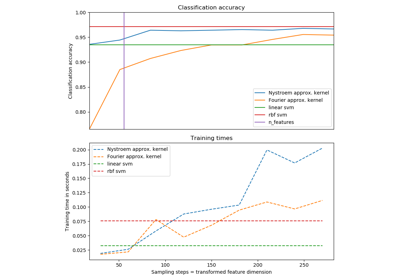 Classification accuracy
1.00
0.95
0.90
0.85
0.80
Classification accuracy
Nystroem approx. kernel
Fourier approx. kernel
linear svm
rbf svm
n_features
Training times
0.200
0.175
0.150
0.125
0.100
0.075
0.050
0.025
Training time in seconds
Nystroem approx. kernel
Fourier approx. kernel
linear svm
rbf svm
50
100
150
200
250
Sampling steps = transformed feature dimension